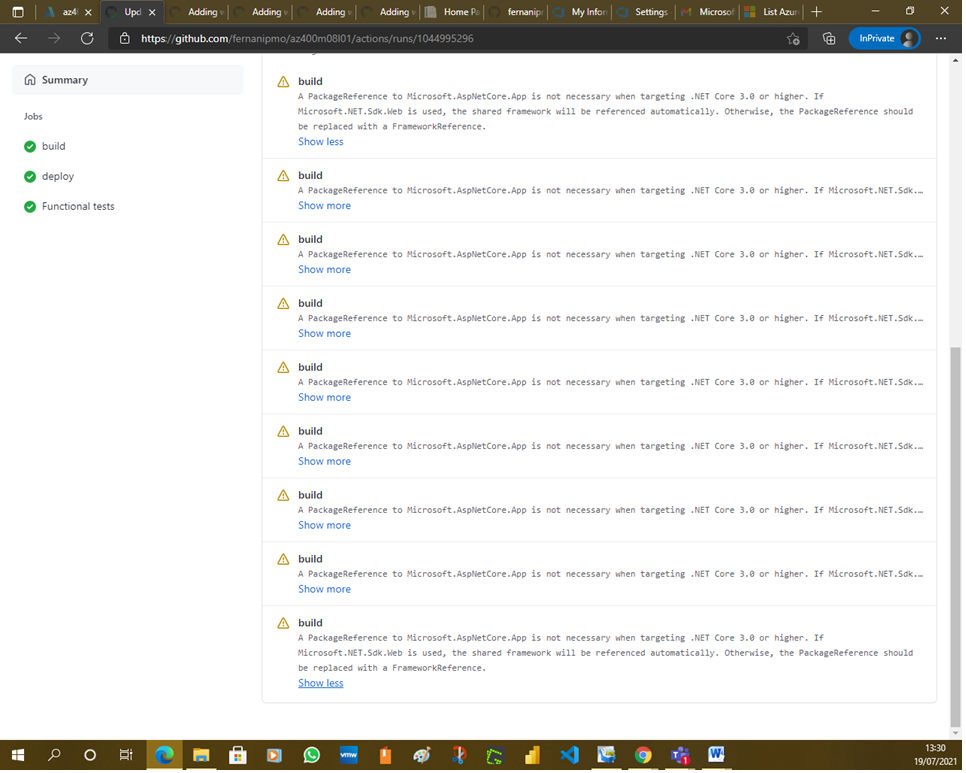 az4
Upd
Adding
Adding
Adding
Adding
Home Pa
fernanip
My Infor
Settings
Microsof
List Azur
https://github.com/fernanipmo/az400m08l01/actions/runs/1044995296
InPrivate
Summary
Jobs
build
deploy
Functional tests
build
A PackageReference to Microsoft.AspNetCore.App is not necessary when targeting .NET Core 3.0 or higher. If
Microsoft.NET.Sdk.Web is used, the shared framework will be referenced automatically. Otherwise, the PackageReference should
be replaced with a FrameworkReference.
Show less
build
A PackageReference to Microsoft.AspNetCore.App is not necessary when targeting .NET Core 3.0 or higher. If Microsoft.NET.Sdk.…
Show more
build
A PackageReference to Microsoft.AspNetCore.App is not necessary when targeting .NET Core 3.0 or higher. If Microsoft.NET.Sdk.…
Show more
build
A PackageReference to Microsoft.AspNetCore.App is not necessary when targeting .NET Core 3.0 or higher. If Microsoft.NET.Sdk.…
Show more
build
A PackageReference to Microsoft.AspNetCore.App is not necessary when targeting .NET Core 3.0 or higher. If Microsoft.NET.Sdk.…
Show more
build
A PackageReference to Microsoft.AspNetCore.App is not necessary when targeting .NET Core 3.0 or higher. If Microsoft.NET.Sdk.…
Show more
build
A PackageReference to Microsoft.AspNetCore.App is not necessary when targeting .NET Core 3.0 or higher. If Microsoft.NET.Sdk.…
Show more
build
A PackageReference to Microsoft.AspNetCore.App is not necessary when targeting .NET Core 3.0 or higher. If Microsoft.NET.Sdk.…
Show more
build
A PackageReference to Microsoft.AspNetCore.App is not necessary when targeting .NET Core 3.0 or higher. If
Microsoft.NET.Sdk.Web is used, the shared framework will be referenced automatically. Otherwise, the PackageReference should
be replaced with a FrameworkReference.
Show less
vmw
13:30
19/07/2021